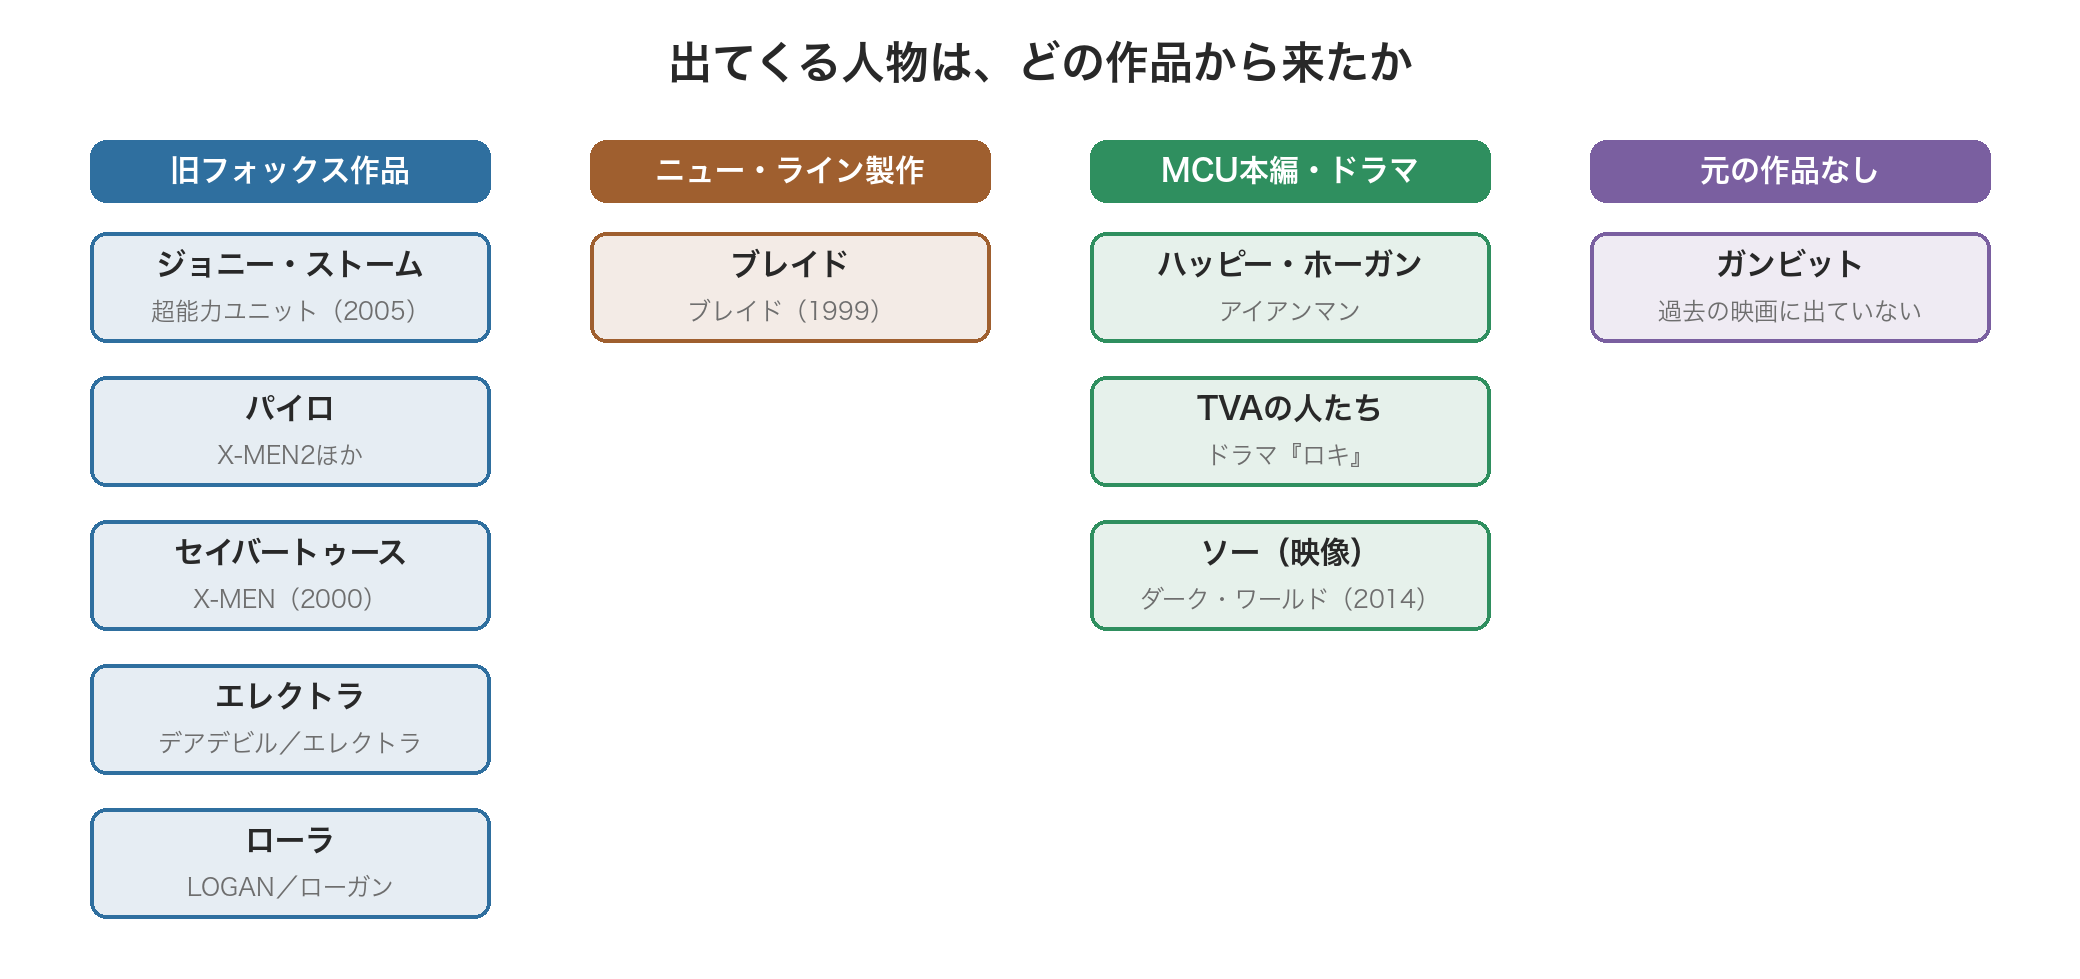 出てくる人物は、どの作品から来たか
旧フォックス作品
ジョニー・ストーム
超能力ユニット（2005）
パイロ
X-MEN2ほか
セイバートゥース
X-MEN（2000）
エレクトラ
デアデビル／エレクトラ
ローラ
LOGAN／ローガン
ニュー・ライン製作
ブレイド
ブレイド（1999）
MCU本編・ドラマ
ハッピー・ホーガン
アイアンマン
TVAの人たち
ドラマ『ロキ』
ソー（映像）
ダーク・ワールド（2014）
元の作品なし
ガンビット
過去の映画に出ていない